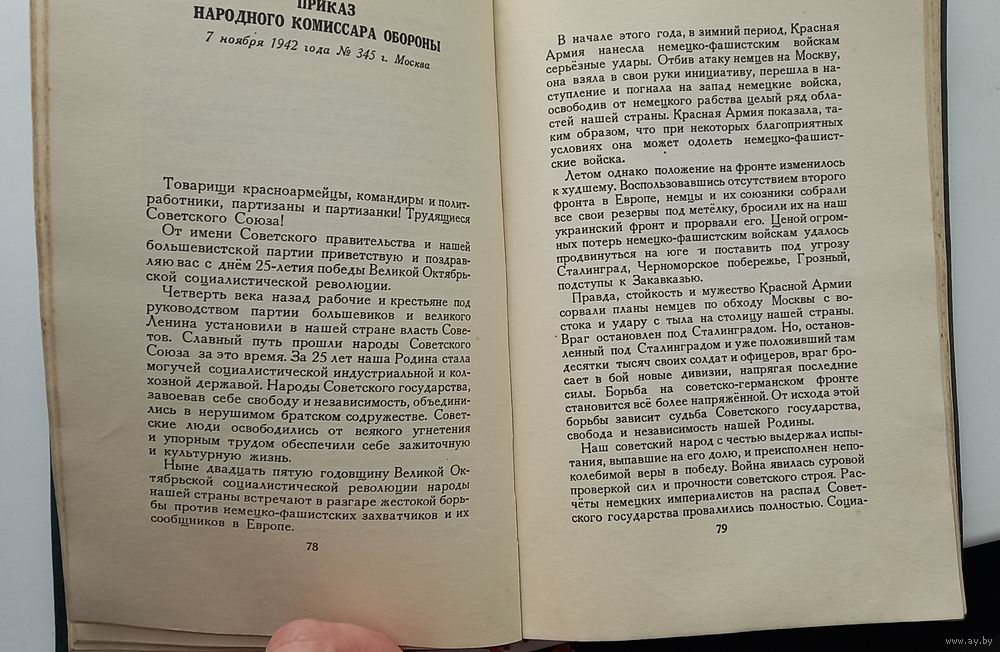 ПРИКАЗ
НАРОДНОГО КОМИССАРА ОБОРОНЫ
7 ноября 1942 года № 345 г. Москва
Товарищи красноармейцы, командиры и полит-
работники, партизаны и партизанки! Трудящиеся
Советского Союза!
От имени Советского правительства и нашей
большевистской партии приветствую и поздрав-
ляю вас с днём 25-летия победы Великой Октябрь-
ской социалистической революции.
Четверть века назад рабочие и крестьяне под
руководством партии большевиков и великого
Ленина установили в нашей стране власть Сове-
тов. Славный путь прошли народы Советского
Союза за это время. За 25 лет наша Родина стала
могучей социалистической индустриальной и кол-
хозной державой. Народы Советского государства,
завоевав себе свободу и независимость, объедини-
лись в нерушимом братском содружестве. Совет-
ские люди освободились от всякого угнетения
и упорным трудом обеспечили себе зажиточную
и культурную жизнь.
Ныне двадцать пятую годовщину Великой Ок-
тябрьской социалистической революции народы
нашей страны встречают в разгаре жестокой борь-
бы против немецко-фашистских захватчиков и их
сообщников в Европе.
78
В начале этого года, в зимний период, Красная
Армия нанесла немецко-фашистским войскам
серьёзные удары. Отбив атаку немцев на Москву,
она взяла в свои руки инициативу, перешла в на-
ступление и погнала на запад немецкие войска,
освободив от немецкого рабства целый ряд обла-
стей нашей страны. Красная Армия показала, та-
ким образом, что при некоторых благоприятных
условиях она может одолеть немецко-фашист-
ские войска.
Летом однако положение на фронте изменилось
к худшему. Воспользовавшись отсутствием второго
фронта в Европе, немцы и их союзники собрали
все свои резервы под метёлку, бросили их на наш
украинский фронт и прорвали его. Ценой огром-
ных потерь немецко-фашистским войскам удалось
продвинуться на юге и поставить под угрозу
Сталинград, Черноморское побережье, Грозный,
подступы к Закавказью.
Правда, стойкость и мужество Красной Армии
сорвали планы немцев по обходу Москвы с во-
стока и удару с тыла на столицу нашей страны.
Враг остановлен под Сталинградом. Но, останов-
ленный под Сталинградом и уже положивший там
десятки тысяч своих солдат и офицеров, враг бро-
сает в бой новые дивизии, напрягая последние
силы. Борьба на советско-германском фронте
становится всё более напряжённой. От исхода этой
борьбы зависит судьба Советского государства,
свобода и независимость нашей Родины.
Наш советский народ с честью выдержал испы-
тания, выпавшие на его долю, и преисполнен непо-
колебимой веры в победу. Война явилась суровой
проверкой сил и прочности советского строя. Рас-
чёты немецких империалистов на распад Совет-
ского государства провалились полностью. Социа-
79
www.ay.by